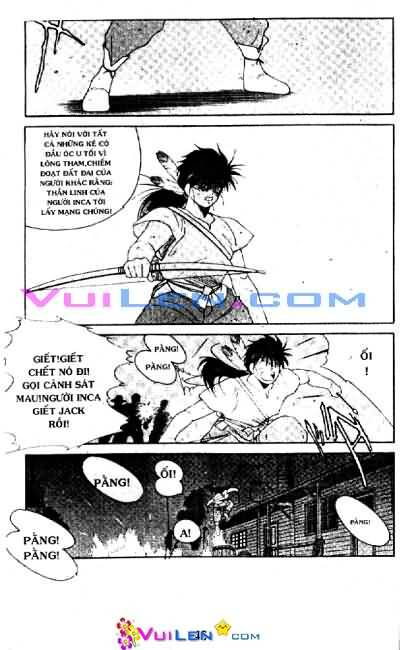 HÃY NÓI VỚI TẤT
CẢ NHỮNG KẺ CÓ
ĐẦU ÓC U TỐI VÌ
LÒNG THAM,CHIẾM
ĐOẠT ĐẤT ĐAI CỦA
NGƯỜI KHÁC RẰNG:
THẦN LINH CỦA
NGƯỜI INCA TỚI
LẤY MẠNG CHÚNG!
VUILEN.COM
PẰNG!
PẰNG!
ỐI
!
GIẾT!GIẾT
CHẾT NÓ ĐI!
GỌI CẢNH SÁT
MAU!NGƯỜI INCA
GIẾT JACK
RỒI!
PẰNG!
ỐI!
A!
PẰNG!
PẰNG!
PẰNG!
VUILEN.COM